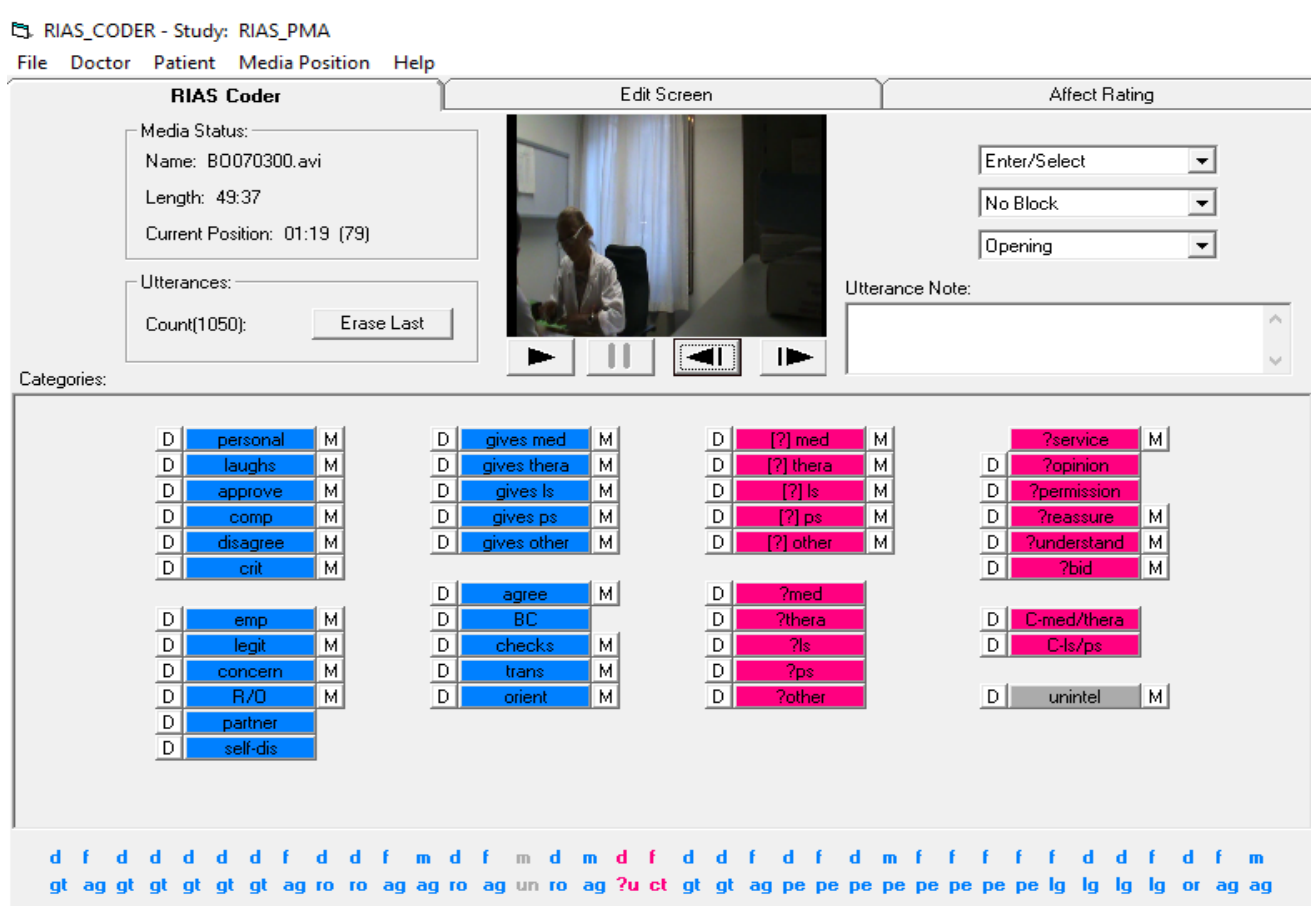 RIAS_CODER - Study: RIAS_PMA
File Doctor Patient Media Position Help
RIAS Coder Edit Screen Affect Rating
Media Status:
Name: BO070300.avi
Length: 49:37
Current Position: 01:19 (79)
Enter/Select
No Block
Opening
Utterances:
Count(1050): Erase Last
Utterance Note:
Categories:
D personal M D gives med M D [?] med M ?service M
D laughs M D gives thera M D [?] thera M D ?opinion
D approve M D gives ls M D [?] ls M D ?permission
D comp M D gives ps M D [?] ps M D ?reassure M
D disagree M D gives other M D [?] other M D ?understand M
D crit M D ?bid M
D agree M D ?med
D emp M D BC D ?thera D C-med/thera
D legit M D checks M D ?ls D C-ls/ps
D concern M D trans M D ?ps
D R/O M D orient M D ?other D unintel M
D partner
D self-dis
d f d d d d d f d d f m d f m d m d f d d f d f d m f f f f f d d f d f m
gt ag gt gt gt gt gt ag ro ro ag ag ro ag un ro ag ?u ct gt gt ag pe pe pe pe pe pe pe pe lg lg lg lg or ag ag